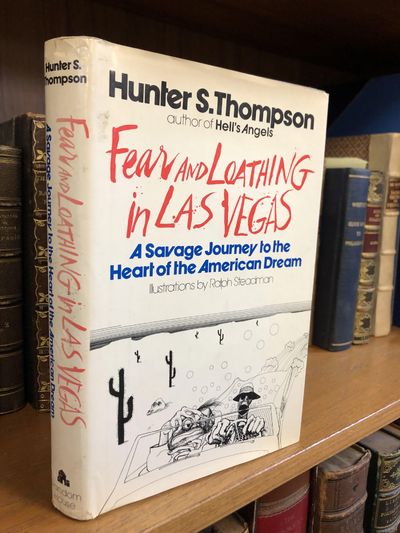 Hunter S.
Thompson
Fear AND LOATHING in LAS VEGAS
A Savage Journey to the Heart of the American Dream
Random
House
Hunter S. Thompson
author of Hell's Angels
Fear AND LOATHING
in LAS VEGAS
A Savage Journey to the
Heart of the American Dream
Illustrations by Ralph Steadman